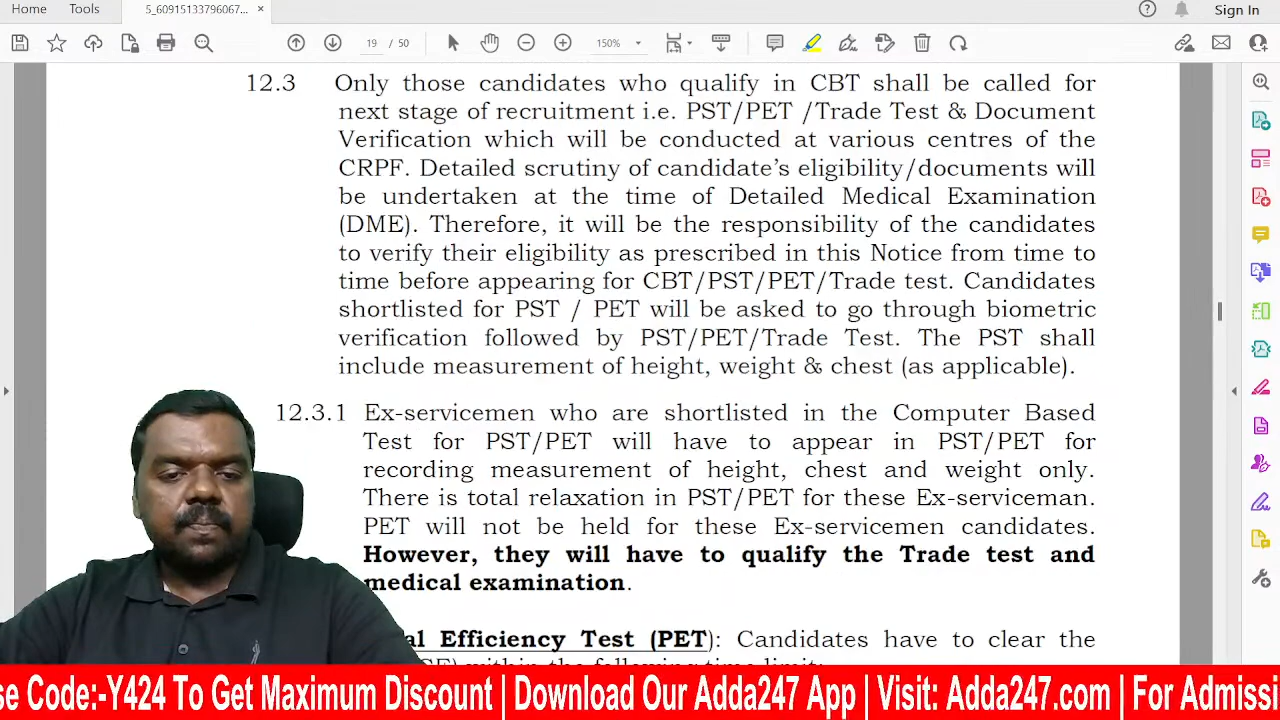 Home
Tools
5_60915133796067...
×
Sign In
19 / 50
150%
12.3 Only those candidates who qualify in CBT shall be called for
next stage of recruitment i.e. PST/PET /Trade Test & Document
Verification which will be conducted at various centres of the
CRPF. Detailed scrutiny of candidate's eligibility/documents will
be undertaken at the time of Detailed Medical Examination
(DME). Therefore, it will be the responsibility of the candidates
to verify their eligibility as prescribed in this Notice from time to
time before appearing for CBT/PST/PET/Trade test. Candidates
shortlisted for PST / PET will be asked to go through biometric
verification followed by PST/PET/Trade Test. The PST shall
include measurement of height, weight & chest (as applicable).
12.3.1 Ex-servicemen who are shortlisted in the Computer Based
Test for PST/PET will have to appear in PST/PET for
recording measurement of height, chest and weight only.
There is total relaxation in PST/PET for these Ex-serviceman.
PET will not be held for these Ex-servicemen candidates.
However, they will have to qualify the Trade test and
medical examination.
al Efficiency Test (PET): Candidates have to clear the
within the following time limit:
se Code:-Y424 To Get Maximum Discount | Download Our Adda247 App | Visit: Adda247.com | For Admissi